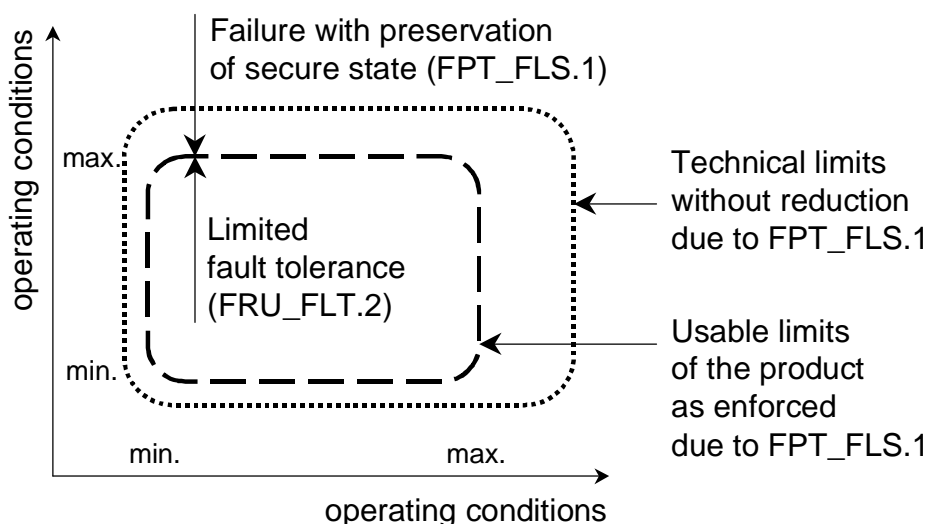 Failure with preservation
of secure state (FPT_FLS.1)
operating conditions
max.
Technical limits
without reduction
due to FPT_FLS.1
Limited
fault tolerance
(FRU_FLT.2)
Usable limits
of the product
as enforced
due to FPT_FLS.1
min.
min.
max.
operating conditions